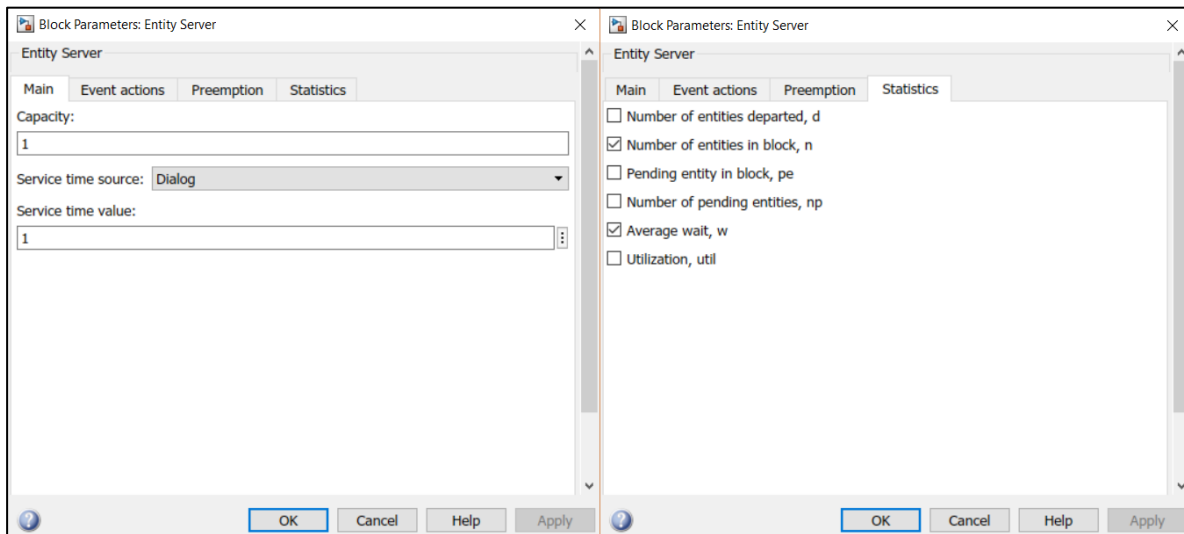 Block Parameters: Entity Server
Entity Server
Main Event actions Preemption Statistics
Capacity:
1
Service time source: Dialog
Service time value:
1
OK Cancel Help Apply
Block Parameters: Entity Server
Entity Server
Main Event actions Preemption Statistics
Number of entities departed, d
Number of entities in block, n
Pending entity in block, pe
Number of pending entities, np
Average wait, w
Utilization, util
OK Cancel Help Apply